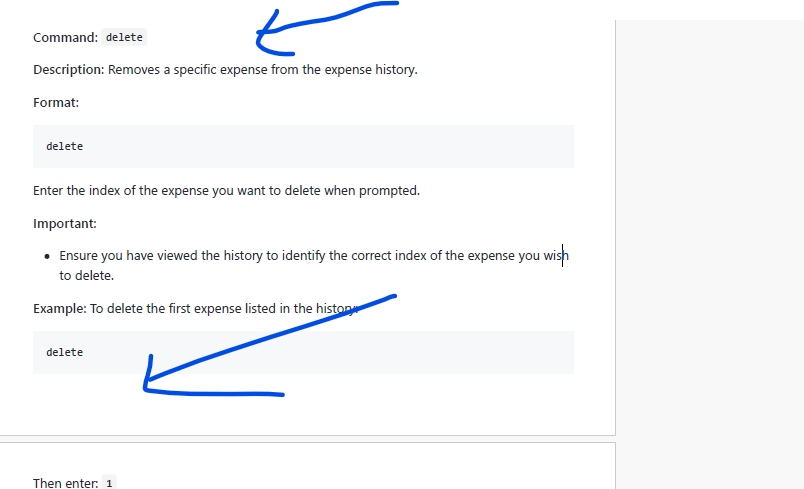 Command: delete
Description: Removes a specific expense from the expense history.
Format:
delete
Enter the index of the expense you want to delete when prompted.
Important:
• Ensure you have viewed the history to identify the correct index of the expense you wish
to delete.
Example: To delete the first expense listed in the history:
delete
Then enter: 1